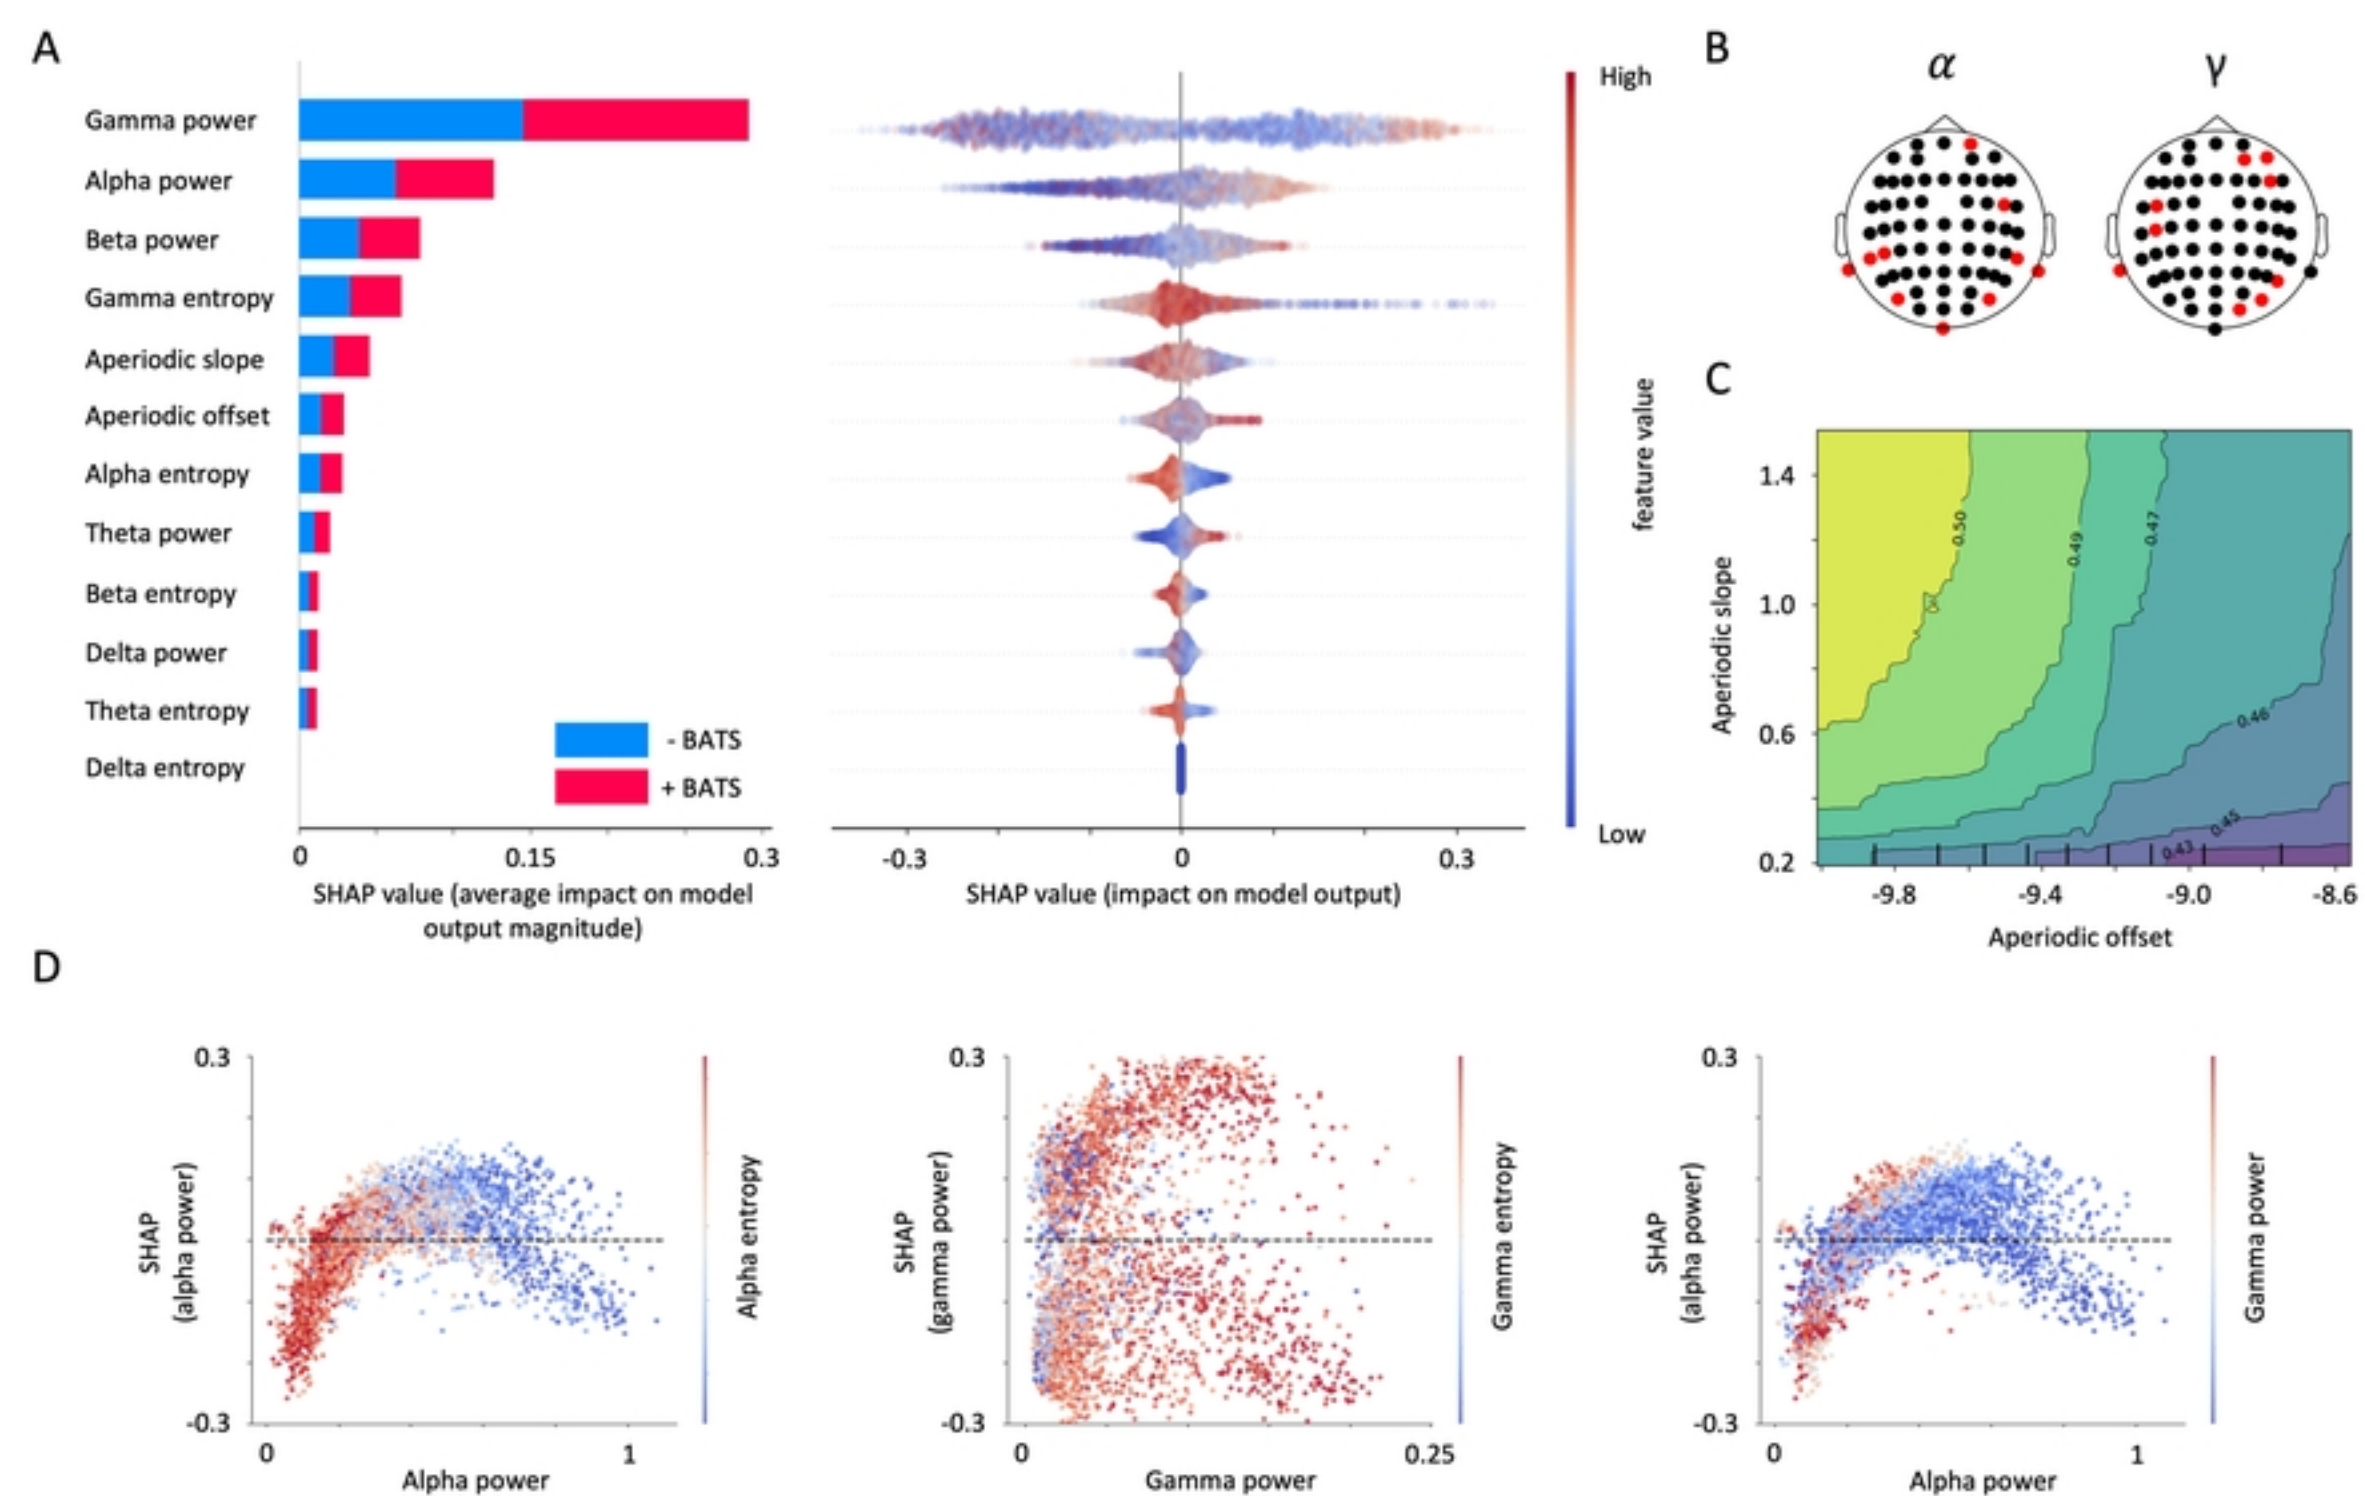 A
Gamma power
Alpha power
Beta power
Gamma entropy
Aperiodic slope
Aperiodic offset
Alpha entropy
Theta power
Beta entropy
Delta power
Theta entropy
Delta entropy
- BATS
+ BATS
0
0.15
0.3
SHAP value (average impact on model
output magnitude)
-0.3
0
0.3
SHAP value (impact on model output)
High
feature value
Low
B
α
γ
C
1.4
1.0
0.6
0.2
Aperiodic slope
0.50
0.49
0.47
0.46
0.45
0.43
-9.8
-9.4
-9.0
-8.6
Aperiodic offset
D
0.3
-0.3
SHAP
(alpha power)
0
1
Alpha power
Alpha entropy
0.3
-0.3
SHAP
(gamma power)
0
0.25
Gamma power
Gamma entropy
0.3
-0.3
SHAP
(alpha power)
0
1
Alpha power
Gamma power